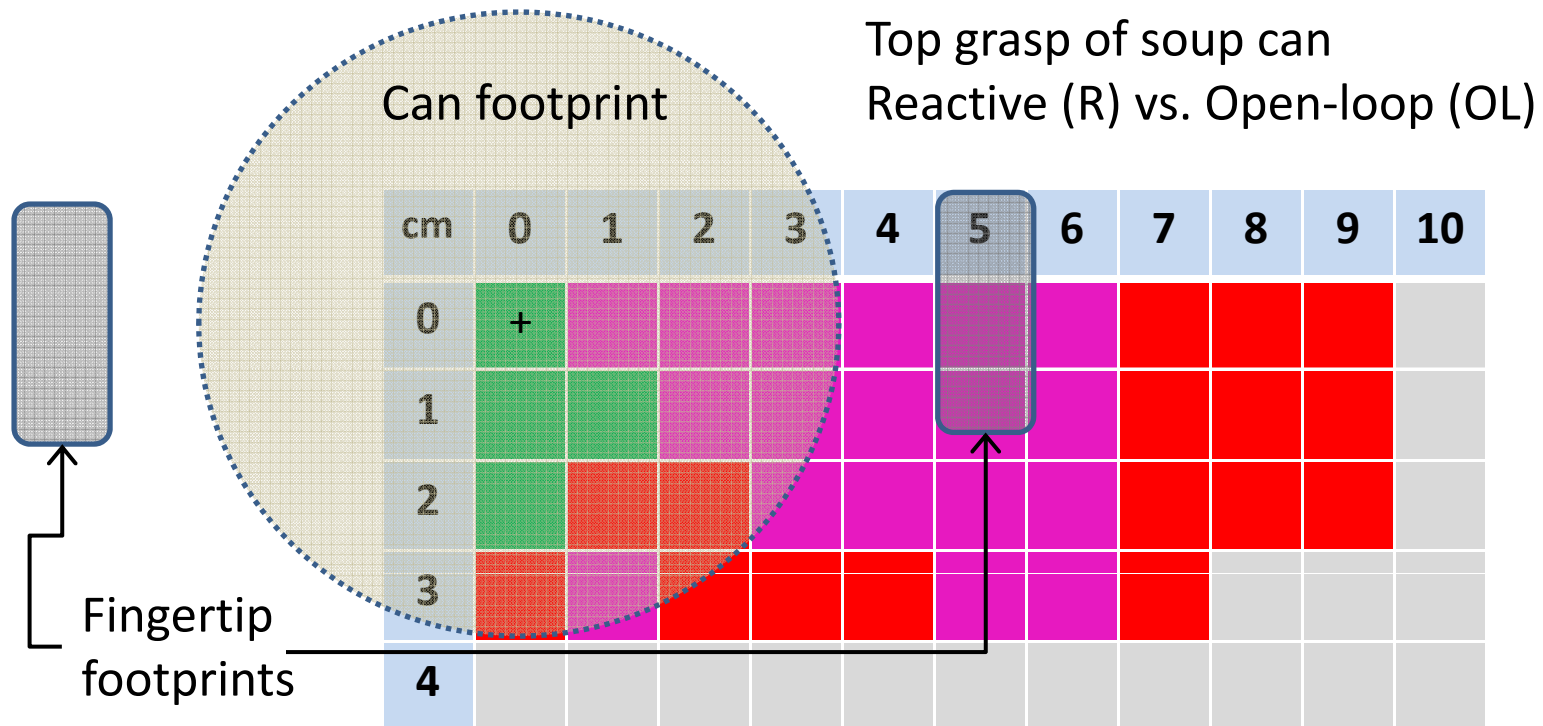 Top grasp of soup can
Reactive (R) vs. Open-loop (OL)
Can footprint
cm 0 1 2 3 4 5 6 7 8 9 10
0 +
1
2
3
4
Fingertip
footprints